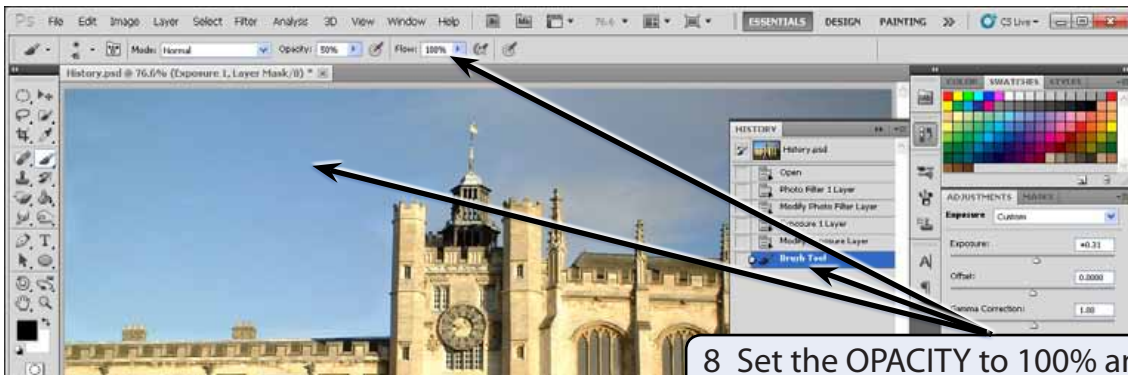 PS File Edit Image Layer Select Filter Analysis 3D View Window Help 76.6 ESSENTIALS DESIGN PAINTING CS Live
Mode: Normal Opacity: 50% Flow: 100%
History.psd @ 76.6% (Exposure 1, Layer Mask/8) *
COLOR SWATCHES STYLES
HISTORY
History.psd
Open
Photo Filter 1 Layer
Modify Photo Filter Layer
Exposure 1 Layer
Modify Exposure Layer
Brush Tool
ADJUSTMENTS MASKS
Exposure Custom
Exposure: +0.31
Offset: 0.0000
Gamma Correction: 1.00
8 Set the OPACITY to 100% an